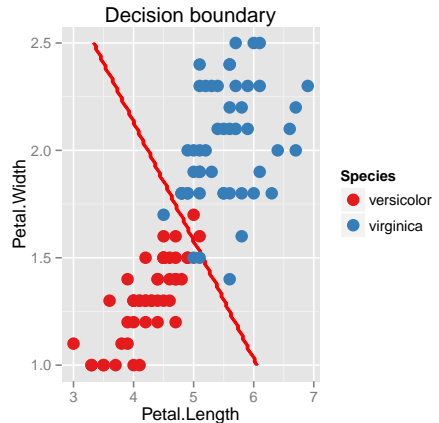 Decision boundary
2.5
2.0
1.5
1.0
Petal.Width
3
4
5
6
7
Petal.Length
Species
versicolor
virginica